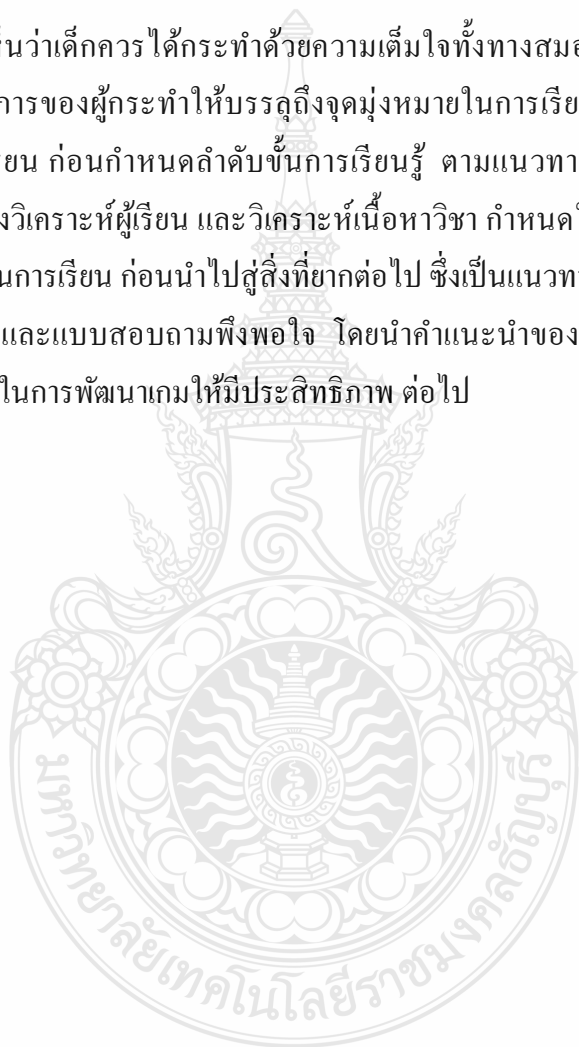 ็นว่าเด็กควรได้กระทำด้วยความเต็มใจทั้งทางสมอ
การของผู้กระทำให้บรรลุถึงจุดมุ่งหมายในการเรีย
ยน ก่อนกำหนดลำดับขั้นการเรียนรู้ ตามแนวทา
งวิเคราะห์ผู้เรียน และวิเคราะห์เนื้อหาวิชา กำหนด
นการเรียน ก่อนนำไปสู่สิ่งที่ยากต่อไป ซึ่งเป็นแนวท
และแบบสอบถามพึงพอใจ โดยนำคำแนะนำของ
ในการพัฒนาเกมให้มีประสิทธิภาพ ต่อไป
มหาวิทยาลัยเทคโนโลยีราชมงคลธัญบุรี